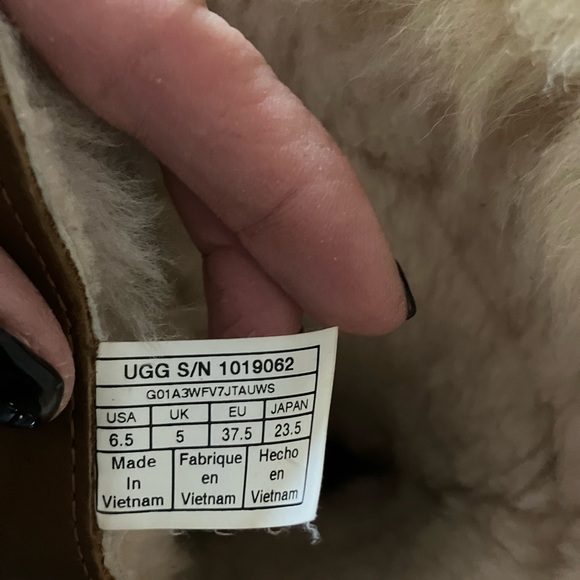 UGG S/N 1019062
G01A3WFV7JTAUWS
USA UK EU JAPAN
6.5 5 37.5 23.5
Made In Vietnam
Fabrique en Vietnam
Hecho en Vietnam